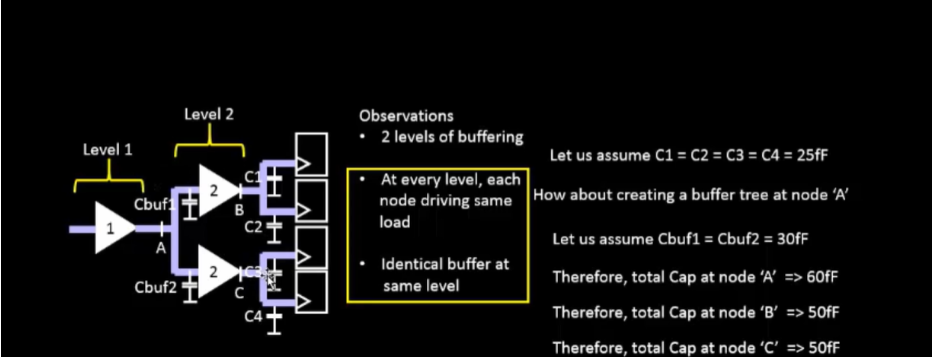 Level 2
Level 1
Cbuf1
1
A
2
B
C1
C2
Cbuf2
2
C
C3
C4
Observations
• 2 levels of buffering
• At every level, each
node driving same
load
• Identical buffer at
same level
Let us assume C1 = C2 = C3 = C4 = 25fF
How about creating a buffer tree at node ‘A’
Let us assume Cbuf1 = Cbuf2 = 30fF
Therefore, total Cap at node ‘A’ => 60fF
Therefore, total Cap at node ‘B’ => 50fF
Therefore, total Cap at node ‘C’ => 50fF